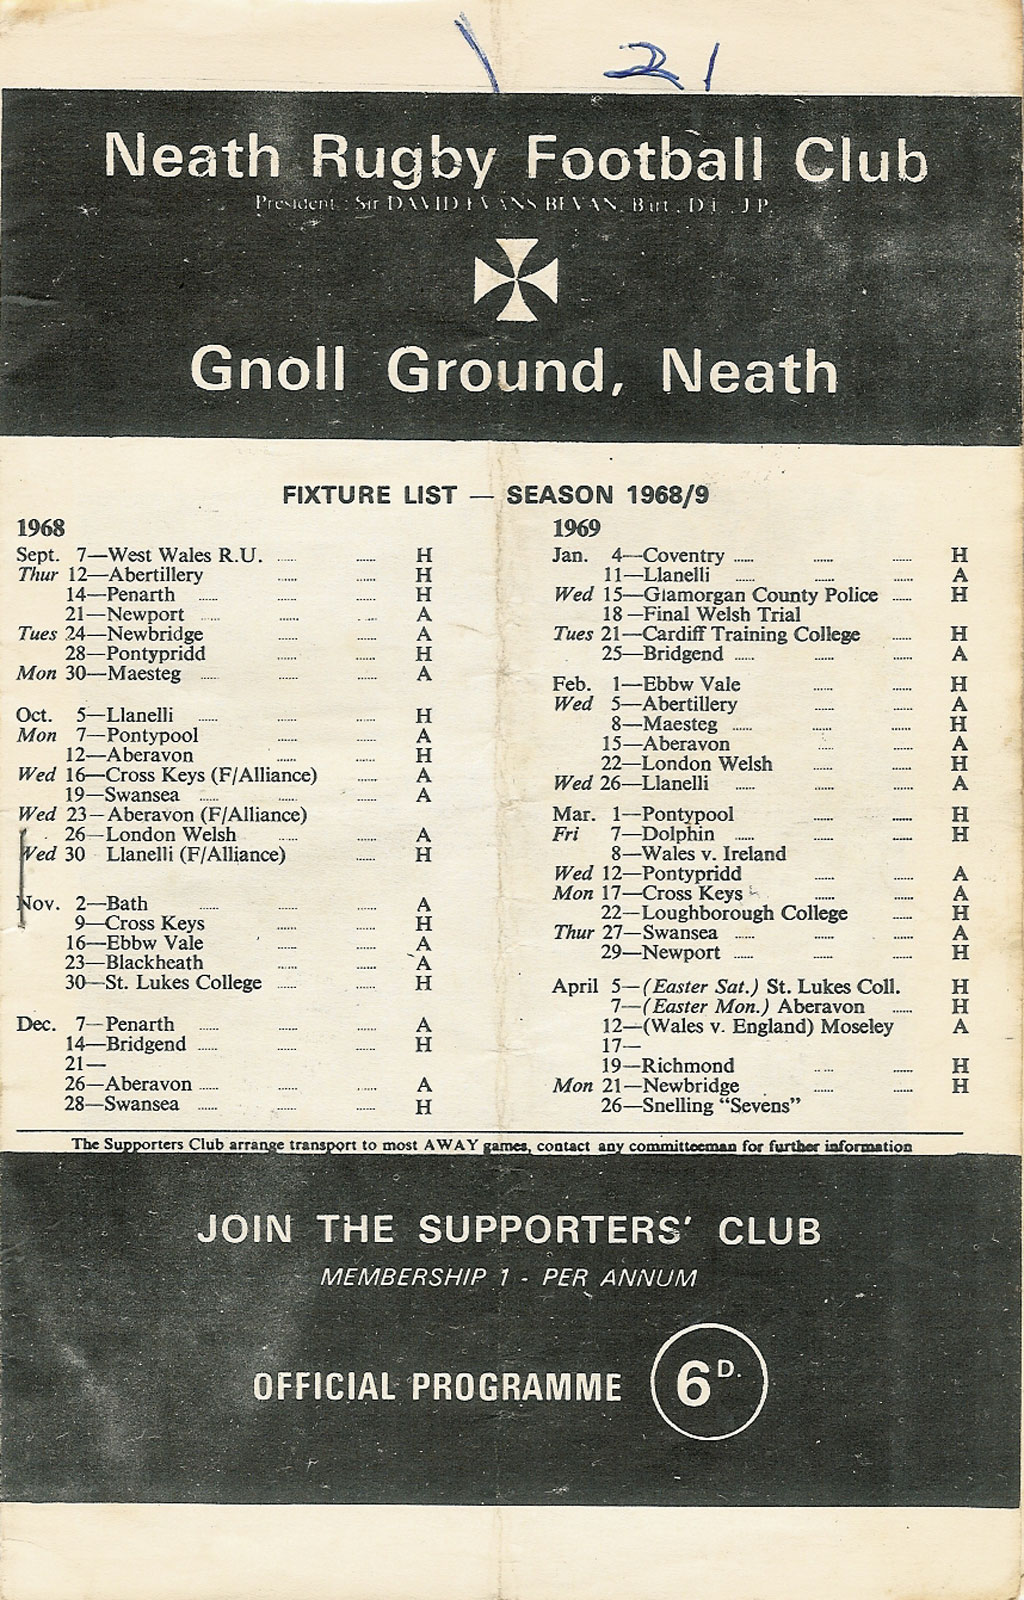 21
Neath Rugby Football Club
President : Sir DAVID EVANS BEVAN, Bart., D.L., J.P.
Gnoll Ground, Neath
FIXTURE LIST — SEASON 1968/9
1968
Sept. 7—West Wales R.U. ...... ...... H
Thur 12—Abertillery ...... ...... H
14—Penarth ...... ...... ...... H
21—Newport ...... ...... ...... A
Tues 24—Newbridge ...... ...... A
28—Pontypridd ...... ...... H
Mon 30—Maesteg ...... ...... ...... A
Oct. 5—Llanelli ...... ...... ...... H
Mon 7—Pontypool ...... ...... A
12—Aberavon ...... ...... H
Wed 16—Cross Keys (F/Alliance) ...... A
19—Swansea ...... ...... ...... A
Wed 23—Aberavon (F/Alliance)
26—London Welsh ...... ...... A
Wed 30 Llanelli (F/Alliance) ...... H
Nov. 2—Bath ...... ...... ...... A
9—Cross Keys ...... ...... H
16—Ebbw Vale ...... ...... A
23—Blackheath ...... ...... A
30—St. Lukes College ...... ...... H
Dec. 7—Penarth ...... ...... ...... A
14—Bridgend ...... ...... ...... H
21—
26—Aberavon ...... ...... ...... A
28—Swansea ...... ...... ...... H
1969
Jan. 4—Coventry ...... ...... ...... H
11—Llanelli ...... ...... ...... A
Wed 15—Glamorgan County Police ...... H
18—Final Welsh Trial
Tues 21—Cardiff Training College ...... H
25—Bridgend ...... ...... ...... A
Feb. 1—Ebbw Vale ...... ...... H
Wed 5—Abertillery ...... ...... A
8—Maesteg ...... ...... ...... H
15—Aberavon ...... ...... A
22—London Welsh ...... ...... H
Wed 26—Llanelli ...... ...... ...... A
Mar. 1—Pontypool ...... ...... H
Fri 7—Dolphin ...... ...... ...... H
8—Wales v. Ireland
Wed 12—Pontypridd ...... ...... A
Mon 17—Cross Keys ...... ...... A
22—Loughborough College ...... H
Thur 27—Swansea ...... ...... ...... A
29—Newport ...... ...... ...... H
April 5—(Easter Sat.) St. Lukes Coll. H
7—(Easter Mon.) Aberavon ...... H
12—(Wales v. England) Moseley A
17—
19—Richmond ...... ...... H
Mon 21—Newbridge ...... ...... H
26—Snelling “Sevens”
The Supporters Club arrange transport to most AWAY games, contact any committeeman for further information
JOIN THE SUPPORTERS’ CLUB
MEMBERSHIP 1 - PER ANNUM
OFFICIAL PROGRAMME 6D.